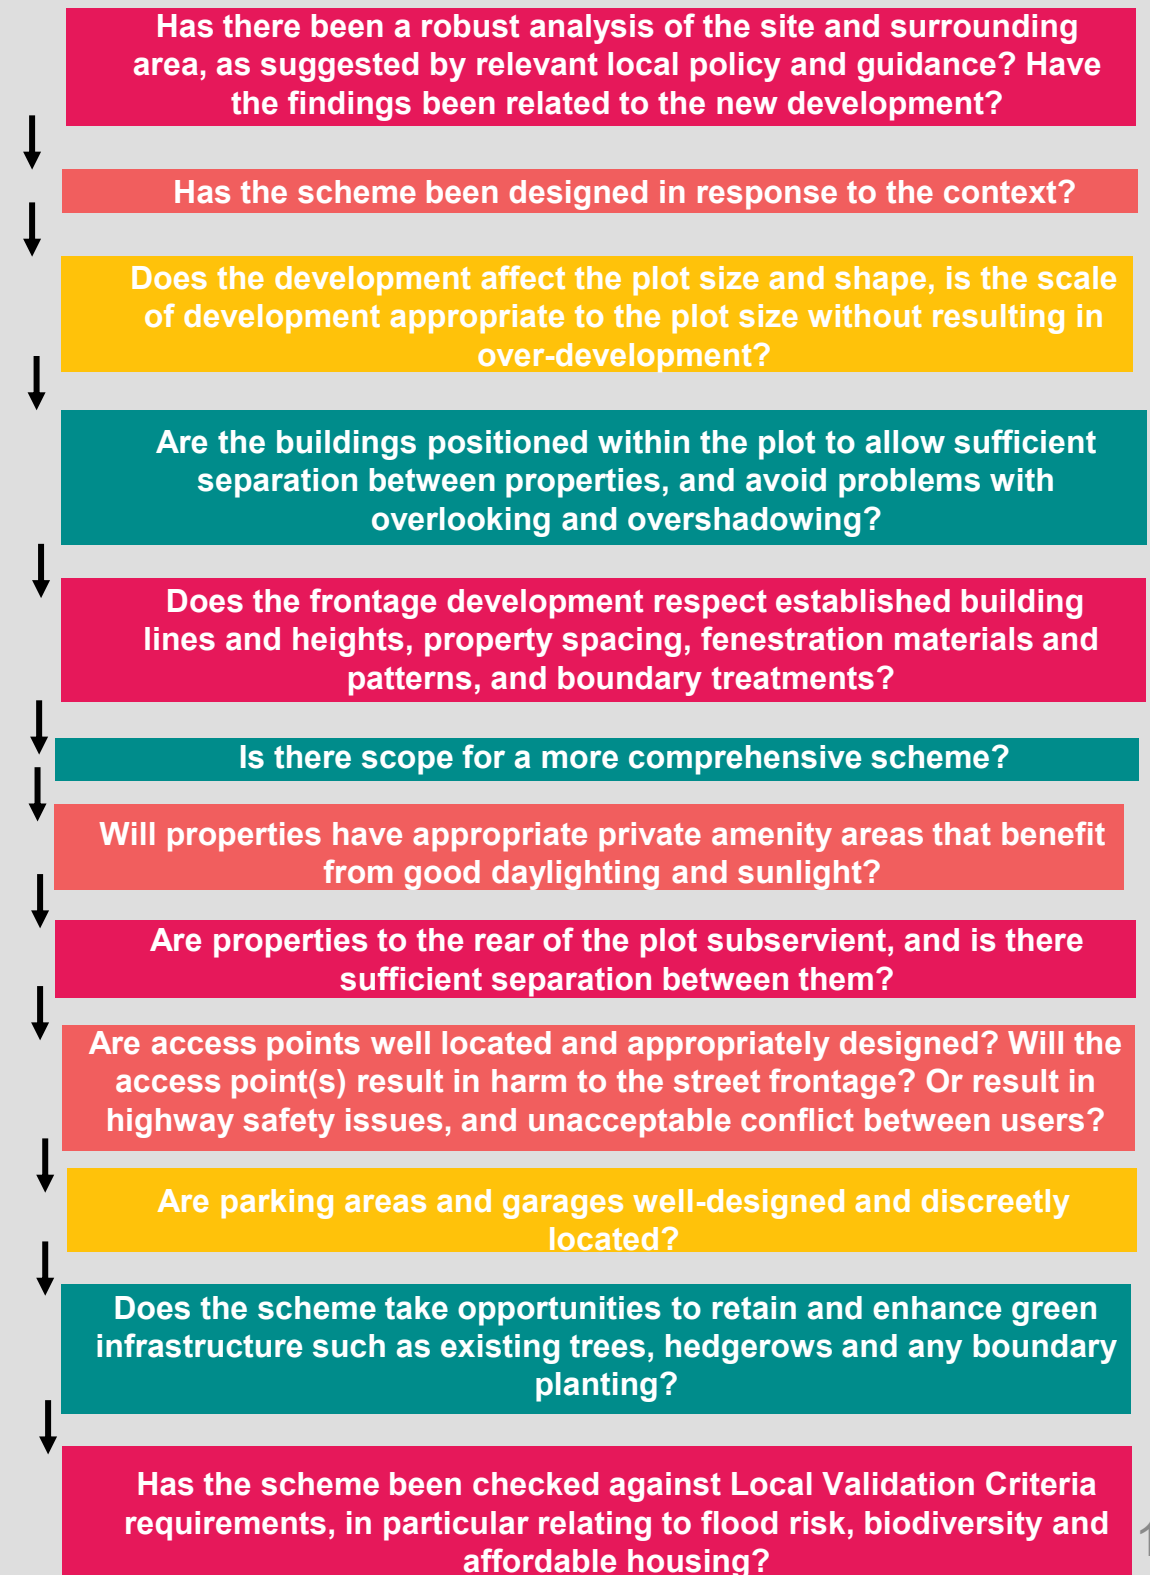 Has there been a robust analysis of the site and surrounding
area, as suggested by relevant local policy and guidance? Have
the findings been related to the new development?
Has the scheme been designed in response to the context?
Does the development affect the plot size and shape, is the scale
of development appropriate to the plot size without resulting in
over-development?
Are the buildings positioned within the plot to allow sufficient
separation between properties, and avoid problems with
overlooking and overshadowing?
Does the frontage development respect established building
lines and heights, property spacing, fenestration materials and
patterns, and boundary treatments?
Is there scope for a more comprehensive scheme?
Will properties have appropriate private amenity areas that benefit
from good daylighting and sunlight?
Are properties to the rear of the plot subservient, and is there
sufficient separation between them?
Are access points well located and appropriately designed? Will the
access point(s) result in harm to the street frontage? Or result in
highway safety issues, and unacceptable conflict between users?
Are parking areas and garages well-designed and discreetly
located?
Does the scheme take opportunities to retain and enhance green
infrastructure such as existing trees, hedgerows and any boundary
planting?
Has the scheme been checked against Local Validation Criteria
requirements, in particular relating to flood risk, biodiversity and
affordable housing?